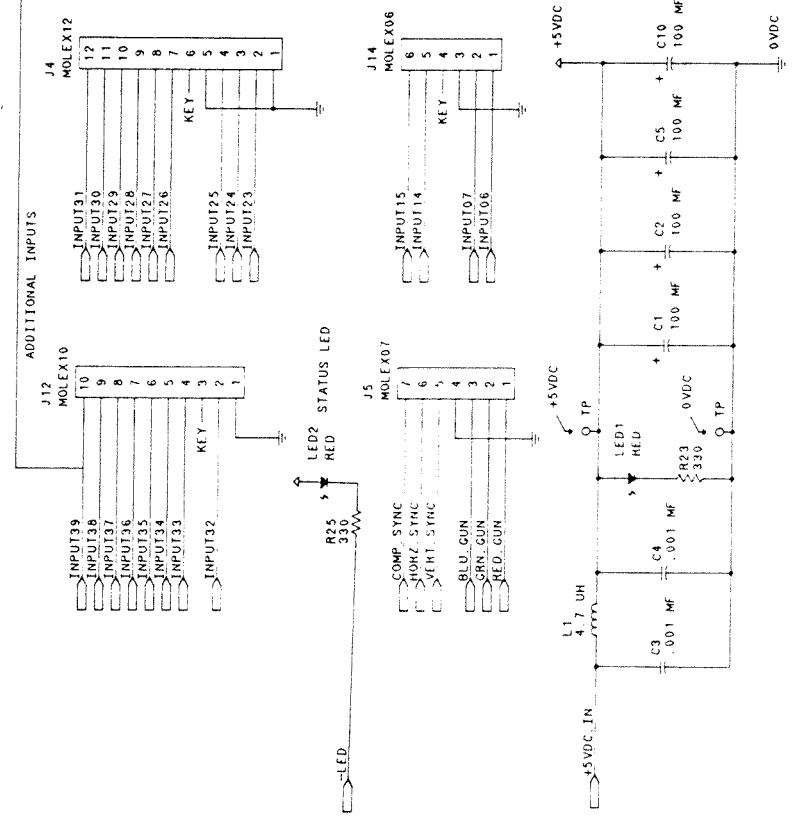 ADDITIONAL INPUTS
J4
MOLEX12
INPUT31 12
INPUT30 11
INPUT29 10
INPUT28 9
INPUT27 8
INPUT26 7
KEY 6
5
INPUT25 4
INPUT24 3
INPUT23 2
1
J12
MOLEX10
INPUT39 10
INPUT38 9
INPUT37 8
INPUT36 7
INPUT35 6
INPUT34 5
INPUT33 4
KEY 3
INPUT32 2
1
J14
MOLEX06
INPUT15 6
INPUT14 5
KEY 4
3
INPUT07 2
INPUT06 1
LED2
RED
STATUS LED
R25
330
-LED
J5
MOLEX07
COMP.SYNC 7
HORZ.SYNC 6
VERT.SYNC 5
4
BLU.GUN 3
GRN.GUN 2
RED.GUN 1
+5VDC.IN
L1
4.7 UH
C3
.001 MF
C4
.001 MF
LED1
RED
R23
330
+5VDC
TP
0VDC
TP
+ C1
100 MF
+ C2
100 MF
+ C5
100 MF
+ C10
100 MF
+5VDC
0VDC